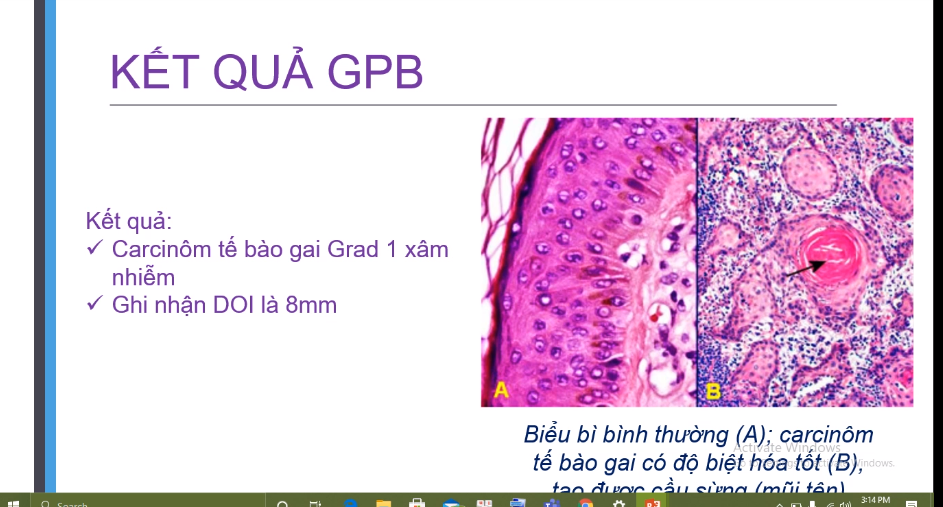 KẾT QUẢ GPB
Kết quả:
✓ Carcinôm tế bào gai Grad 1 xâm
nhiễm
✓ Ghi nhận DOI là 8mm
A
B
Biểu bì bình thường (A); carcinôm
tế bào gai có độ biệt hóa tốt (B),
tạo được cầu sừng (mũi tên)
Activate Windows
Windows.
Search
3:14 PM